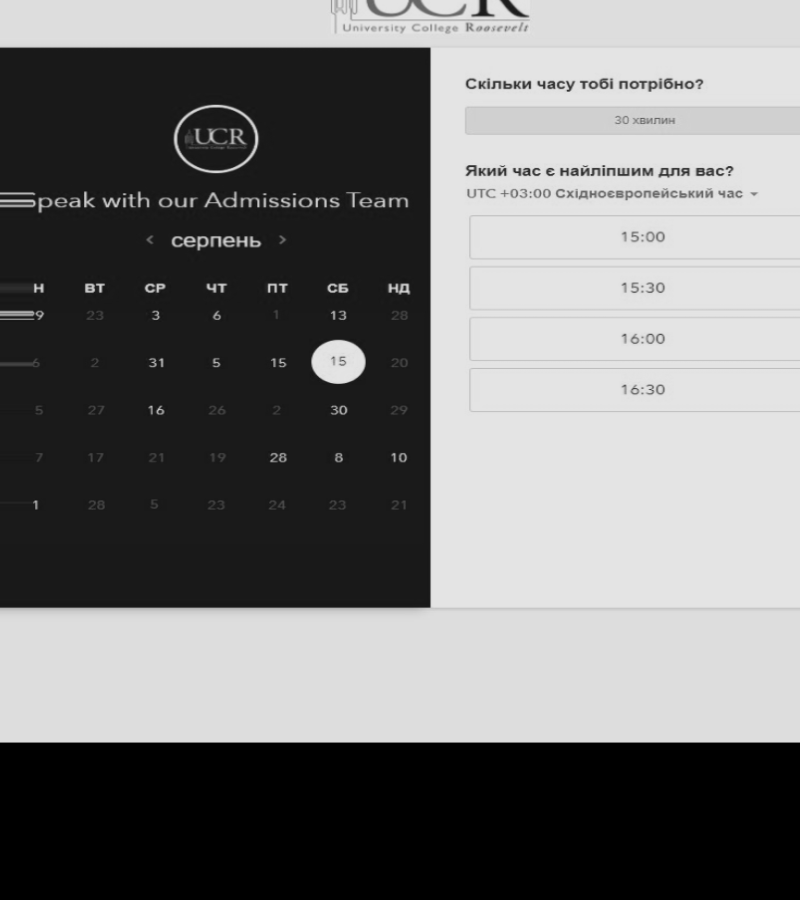 UCR
University College Roosevelt
UCR
peak with our Admissions Team
‹ серпень ›
Н ВТ СР ЧТ ПТ СБ НД
9 23 3 6 1 13 28
6 2 31 5 15 15 20
5 27 16 26 2 30 29
7 17 21 19 28 8 10
1 28 5 23 24 23 21
Скільки часу тобі потрібно?
30 хвилин
Який час є найліпшим для вас?
UTC +03:00 Східноєвропейський час
15:00
15:30
16:00
16:30